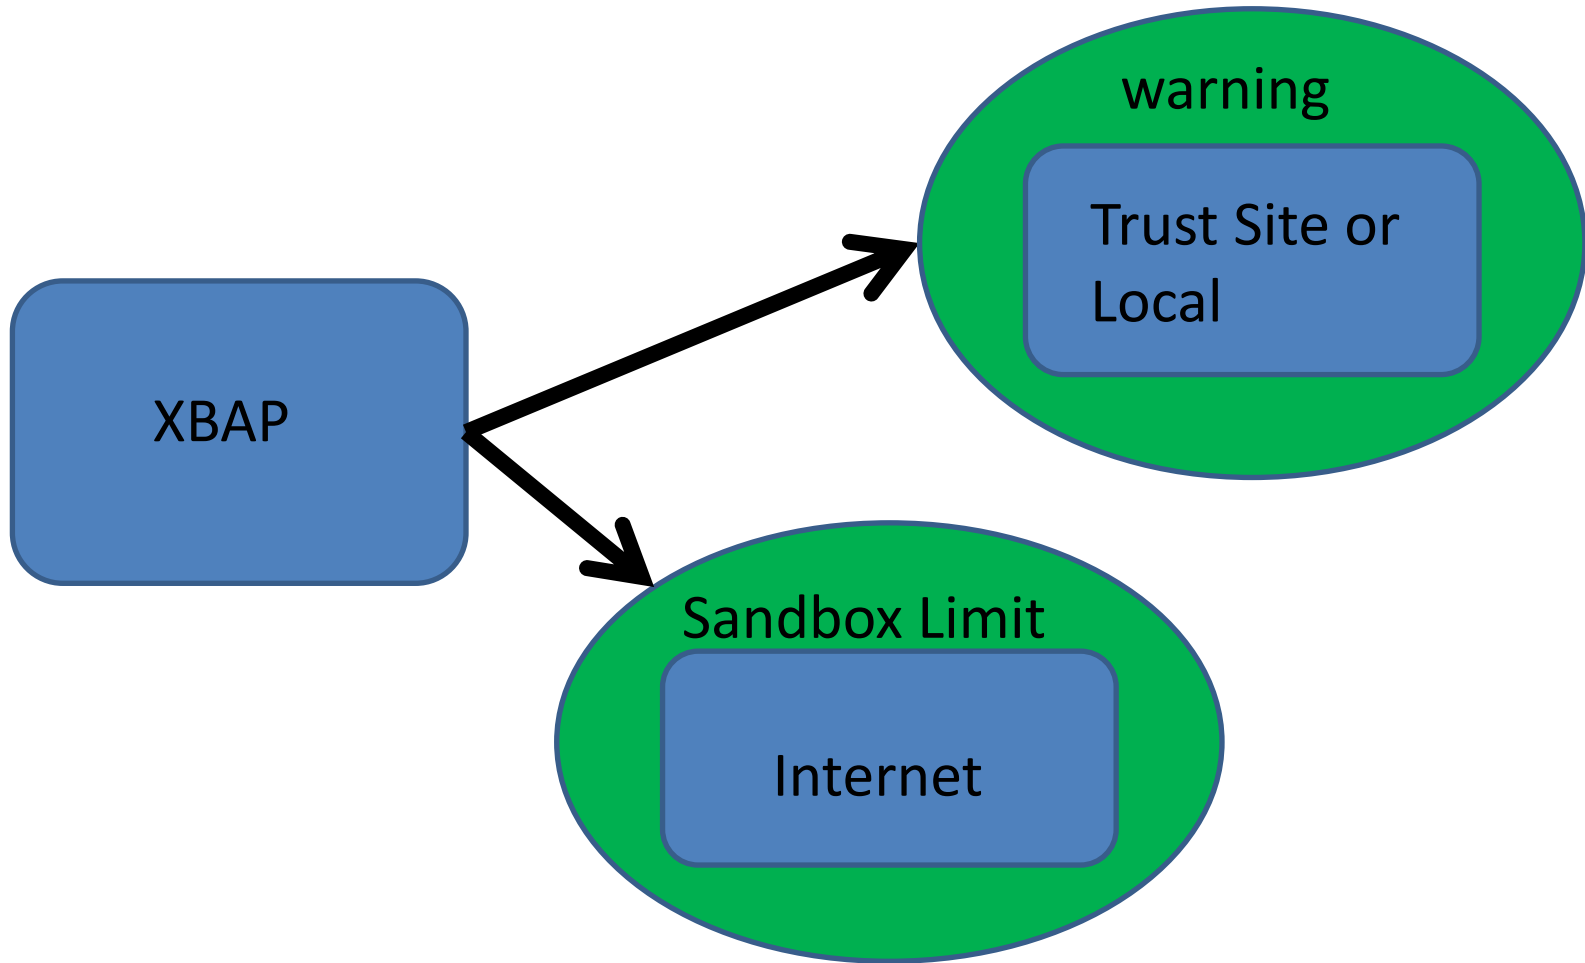 warning
Trust Site or
Local
XBAP
Sandbox Limit
Internet